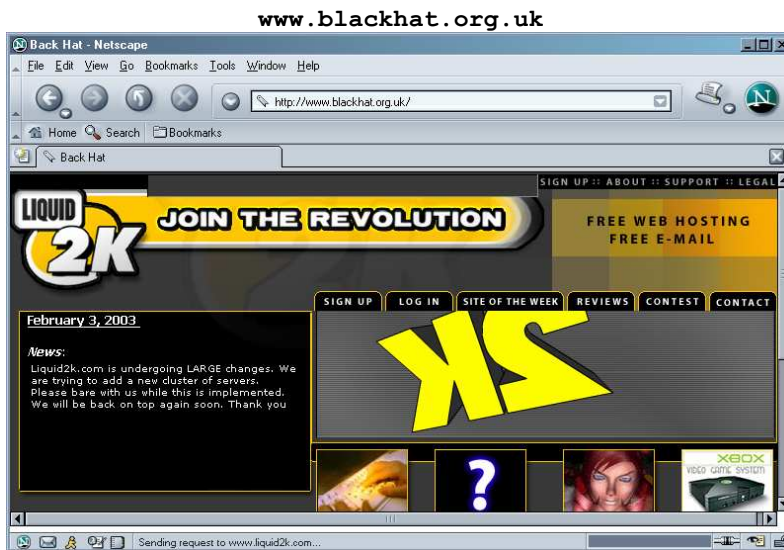 www.blackhat.org.uk
Back Hat - Netscape
File Edit View Go Bookmarks Tools Window Help
http://www.blackhat.org.uk/
N
Home Search Bookmarks
Back Hat
SIGN UP :: ABOUT :: SUPPORT :: LEGAL
LIQUID
2K
JOIN THE REVOLUTION
FREE WEB HOSTING
FREE E-MAIL
SIGN UP LOG IN SITE OF THE WEEK REVIEWS CONTEST CONTACT
February 3, 2003
News:
Liquid2k.com is undergoing LARGE changes. We
are trying to add a new cluster of servers.
Please bare with us while this is implemented.
We will be back on top again soon. Thank you
2K
?
XBOX
VIDEO GAME SYSTEM
Sending request to www.liquid2k.com...